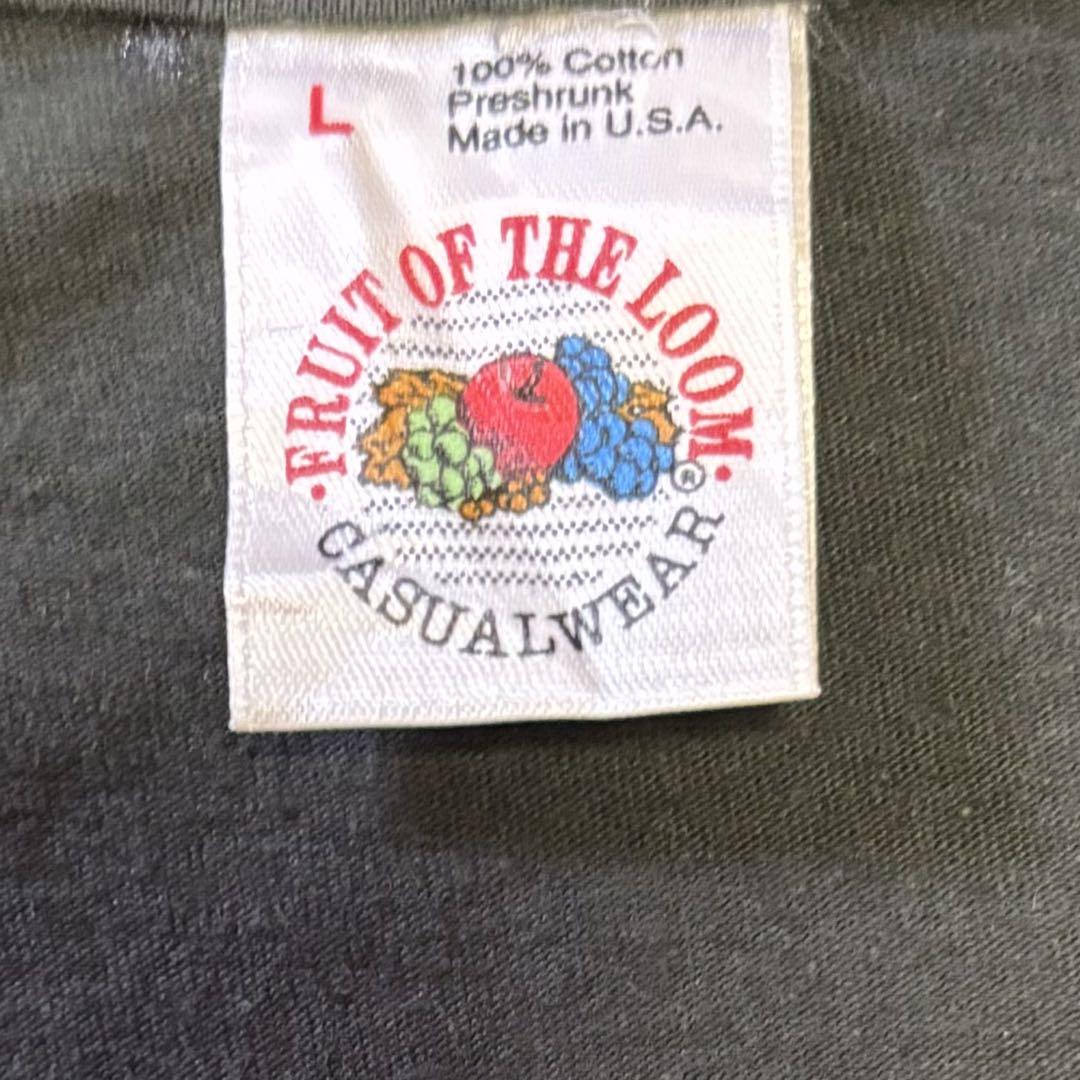 L
100% Cotton
Preshrunk
Made in U.S.A.
•FRUIT OF THE LOOM•
®
CASUALWEAR